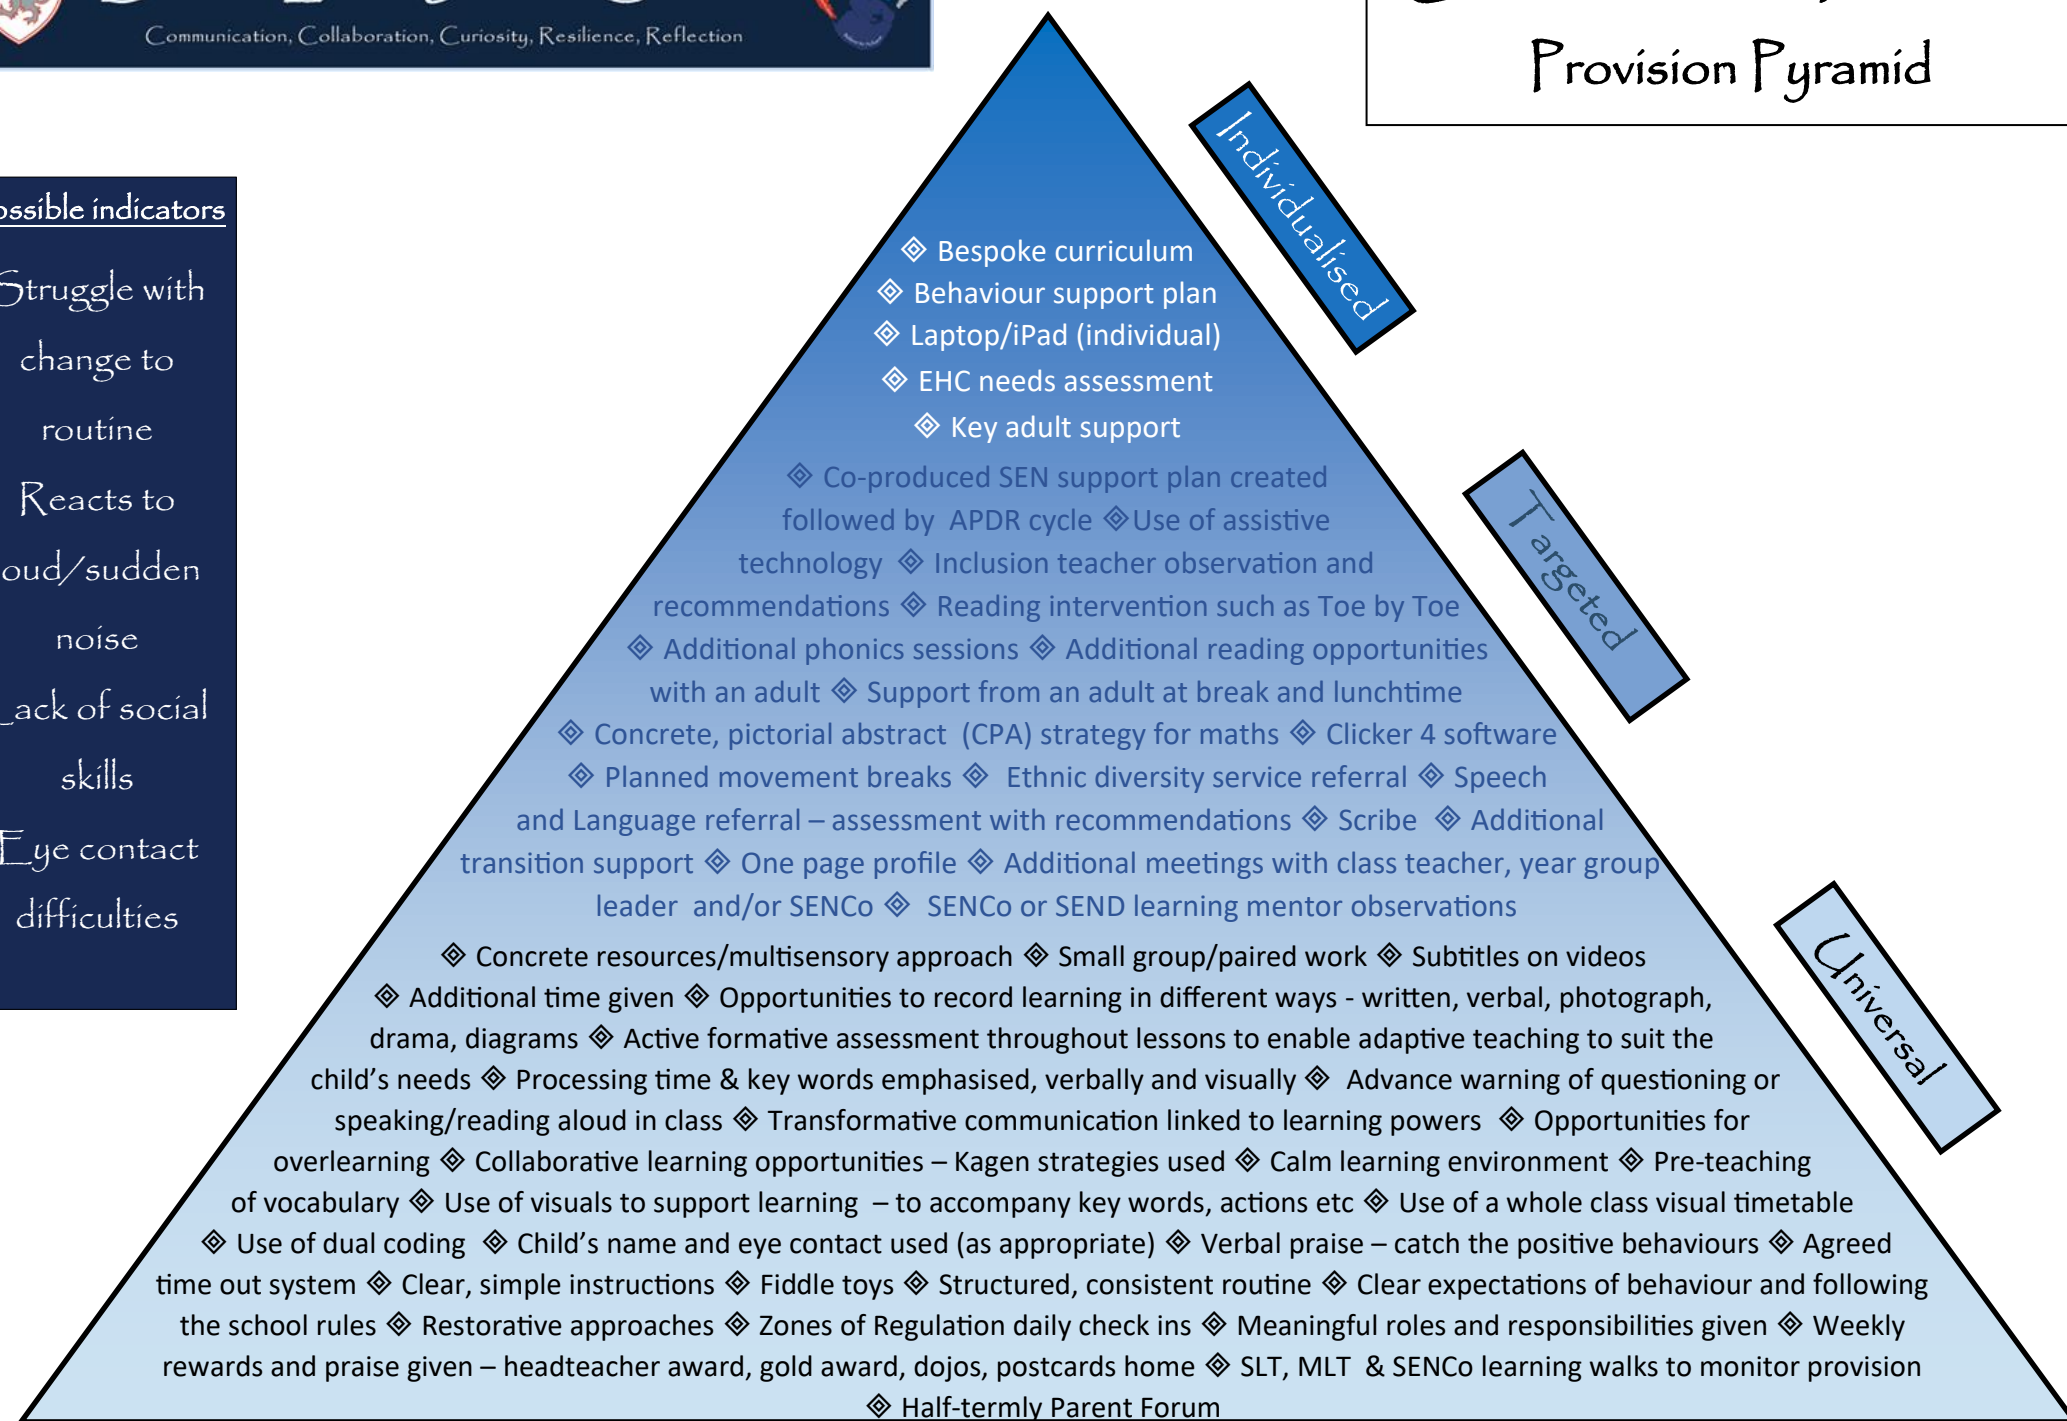 Communication, Collaboration, Curiosity, Resilience, Reflection
Provision Pyramid
Possible indicators
Struggle with
change to
routine
Reacts to
loud/sudden
noise
Lack of social
skills
Eye contact
difficulties
Individualised
Targeted
Universal
◈ Bespoke curriculum
◈ Behaviour support plan
◈ Laptop/iPad (individual)
◈ EHC needs assessment
◈ Key adult support
◈ Co-produced SEN support plan created
followed by APDR cycle ◈Use of assistive
technology ◈ Inclusion teacher observation and
recommendations ◈ Reading intervention such as Toe by Toe
◈ Additional phonics sessions ◈ Additional reading opportunities
with an adult ◈ Support from an adult at break and lunchtime
◈ Concrete, pictorial abstract (CPA) strategy for maths ◈ Clicker 4 software
◈ Planned movement breaks ◈ Ethnic diversity service referral ◈ Speech
and Language referral – assessment with recommendations ◈ Scribe ◈ Additional
transition support ◈ One page profile ◈ Additional meetings with class teacher, year group
leader and/or SENCo ◈ SENCo or SEND learning mentor observations
◈ Concrete resources/multisensory approach ◈ Small group/paired work ◈ Subtitles on videos
◈ Additional time given ◈ Opportunities to record learning in different ways - written, verbal, photograph,
drama, diagrams ◈ Active formative assessment throughout lessons to enable adaptive teaching to suit the
child's needs ◈ Processing time & key words emphasised, verbally and visually ◈ Advance warning of questioning or
speaking/reading aloud in class ◈ Transformative communication linked to learning powers ◈ Opportunities for
overlearning ◈ Collaborative learning opportunities – Kagen strategies used ◈ Calm learning environment ◈ Pre-teaching
of vocabulary ◈ Use of visuals to support learning – to accompany key words, actions etc ◈ Use of a whole class visual timetable
◈ Use of dual coding ◈ Child's name and eye contact used (as appropriate) ◈ Verbal praise – catch the positive behaviours ◈ Agreed
time out system ◈ Clear, simple instructions ◈ Fiddle toys ◈ Structured, consistent routine ◈ Clear expectations of behaviour and following
the school rules ◈ Restorative approaches ◈ Zones of Regulation daily check ins ◈ Meaningful roles and responsibilities given ◈ Weekly
rewards and praise given – headteacher award, gold award, dojos, postcards home ◈ SLT, MLT & SENCo learning walks to monitor provision
◈ Half-termly Parent Forum